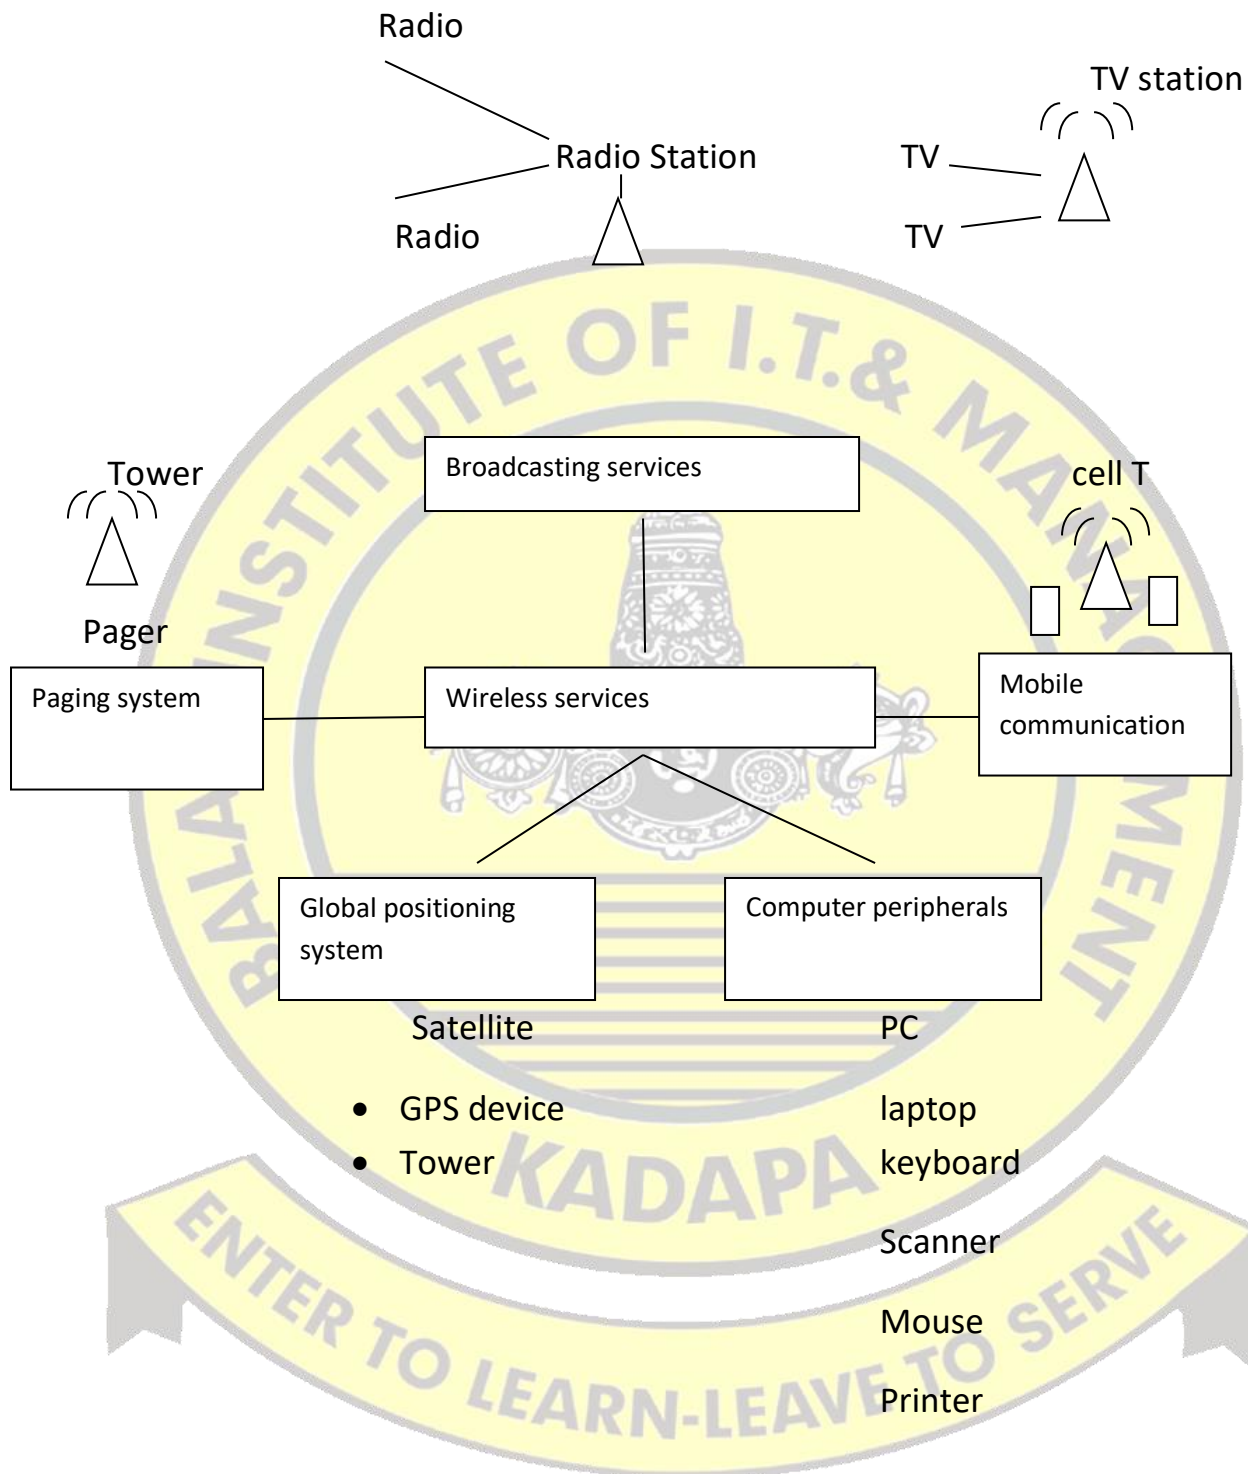 Radio
TV station
Radio Station
TV
Radio
TV
Broadcasting services
Tower
cell T
Pager
Paging system
Wireless services
Mobile
communication
Global positioning
system
Computer peripherals
Satellite
PC
• GPS device
laptop
• Tower
keyboard
Scanner
Mouse
Printer
BALAJI INSTITUTE OF I.T.& MANAGEMENT
KADAPA
ENTER TO LEARN-LEAVE TO SERVE